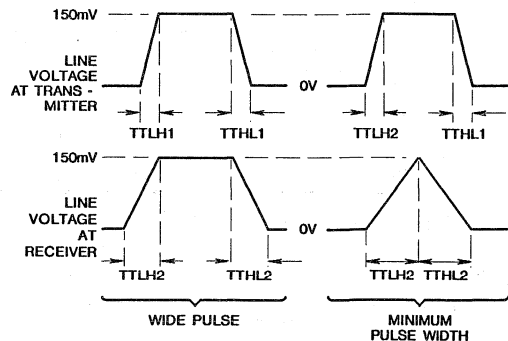 150mV
LINE
VOLTAGE
AT TRANS -
MITTER
0V
TTLH1 TTHL1 TTLH2 TTHL1
150mV
LINE
VOLTAGE
AT
RECEIVER
0V
TTLH2 TTHL2 TTLH2 TTHL2
WIDE PULSE
MINIMUM
PULSE WIDTH